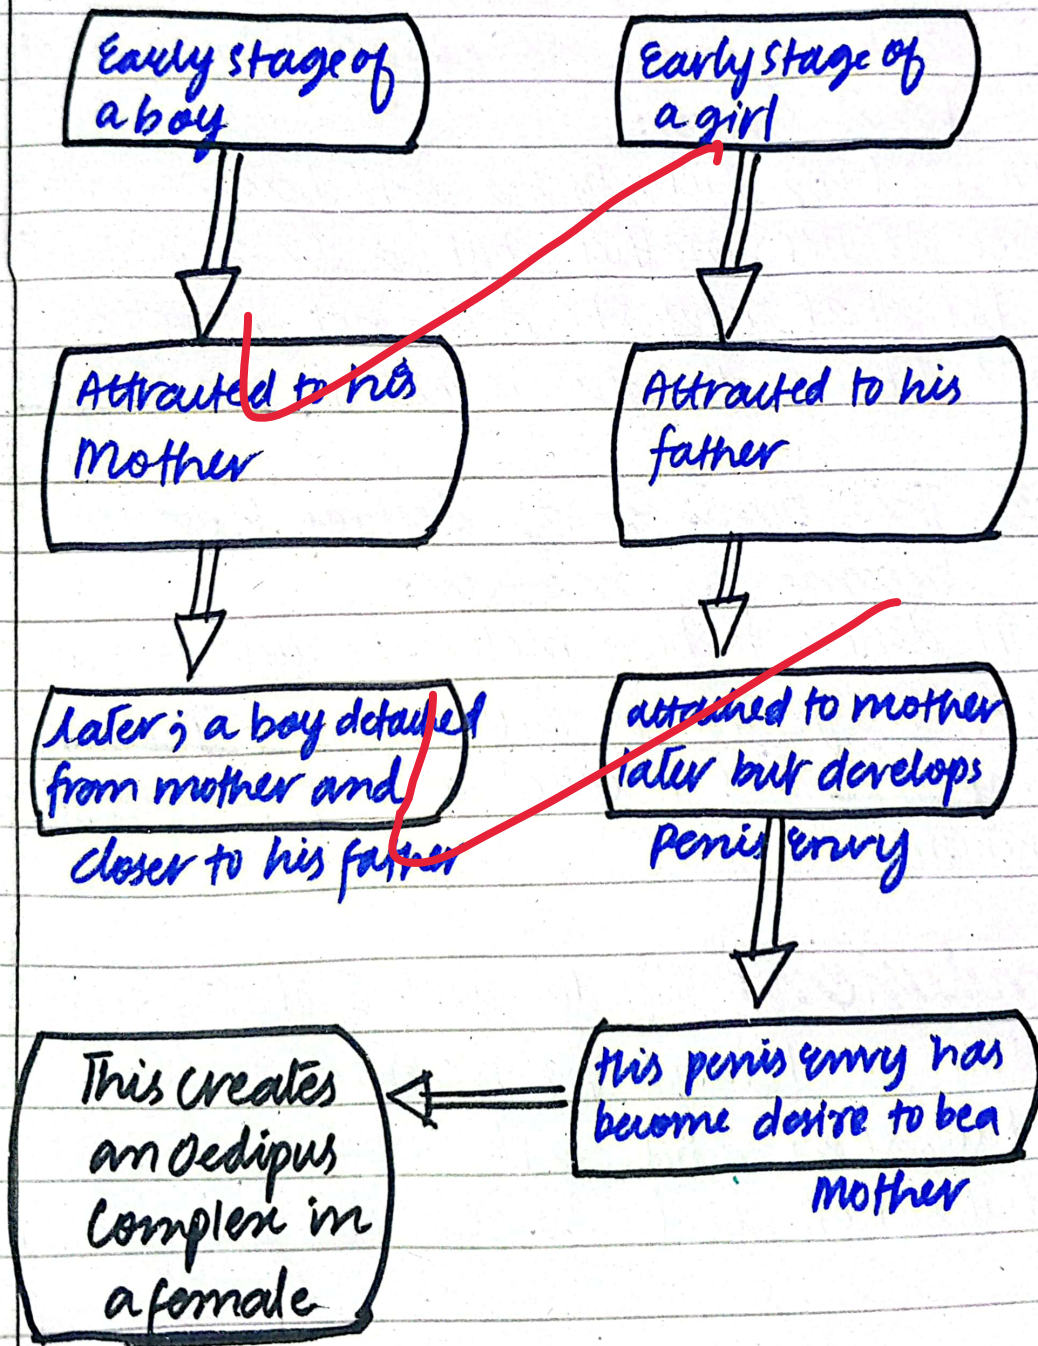 Early stage of
a boy
Early stage of
a girl
Attracted to his
Mother
Attracted to his
father
later; a boy detached
from mother and
closer to his father
attached to mother
later but develops
Penis Envy
this penis envy has
become desire to be a
Mother
This creates
an Oedipus
Complex in
a female